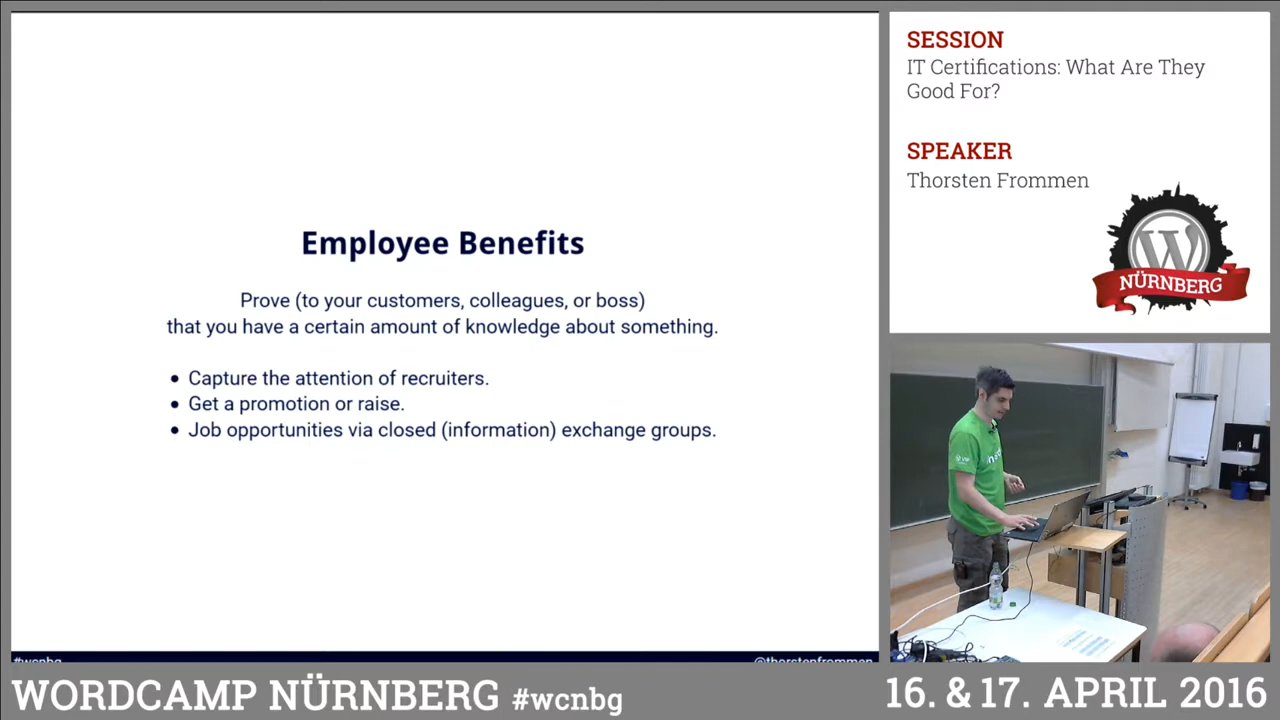 Employee Benefits
Prove (to your customers, colleagues, or boss)
that you have a certain amount of knowledge about something.
Capture the attention of recruiters.
Get a promotion or raise.
Job opportunities via closed (information) exchange groups.
#wcnbg
@thorstenfrommen
SESSION
IT Certifications: What Are They
Good For?
SPEAKER
Thorsten Frommen
W
NÜRNBERG
WORDCAMP NÜRNBERG #wcnbg
16. & 17. APRIL 2016